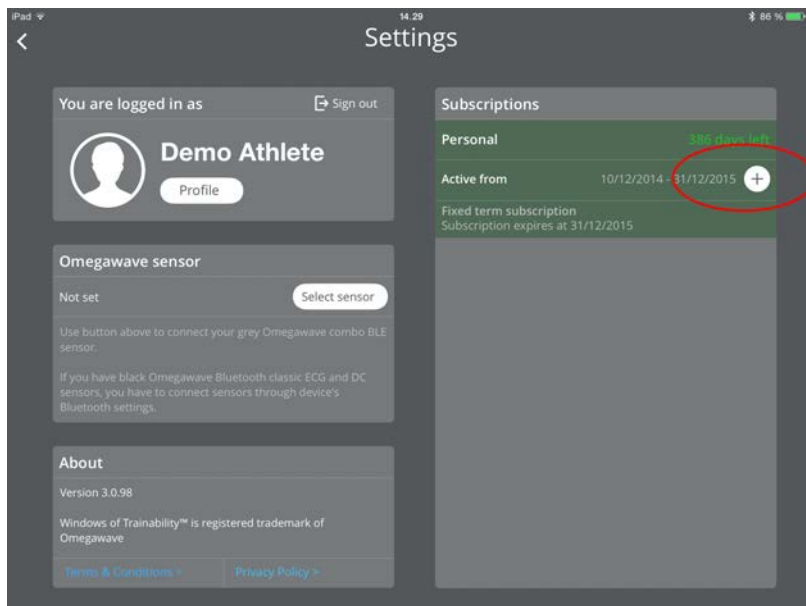 iPad
14.29
86 %
Settings
You are logged in as
Sign out
Demo Athlete
Profile
Omegawave sensor
Not set
Select sensor
Use button above to connect your grey Omegawave combo BLE
sensor.
If you have black Omegawave Bluetooth classic ECG and DC
sensors, you have to connect sensors through device's
Bluetooth settings.
About
Version 3.0.98
Windows of Trainability™ is registered trademark of
Omegawave
Terms & Conditions >
Privacy Policy >
Subscriptions
Personal
386 days left
Active from
10/12/2014 - 31/12/2015
Fixed term subscription
Subscription expires at 31/12/2015